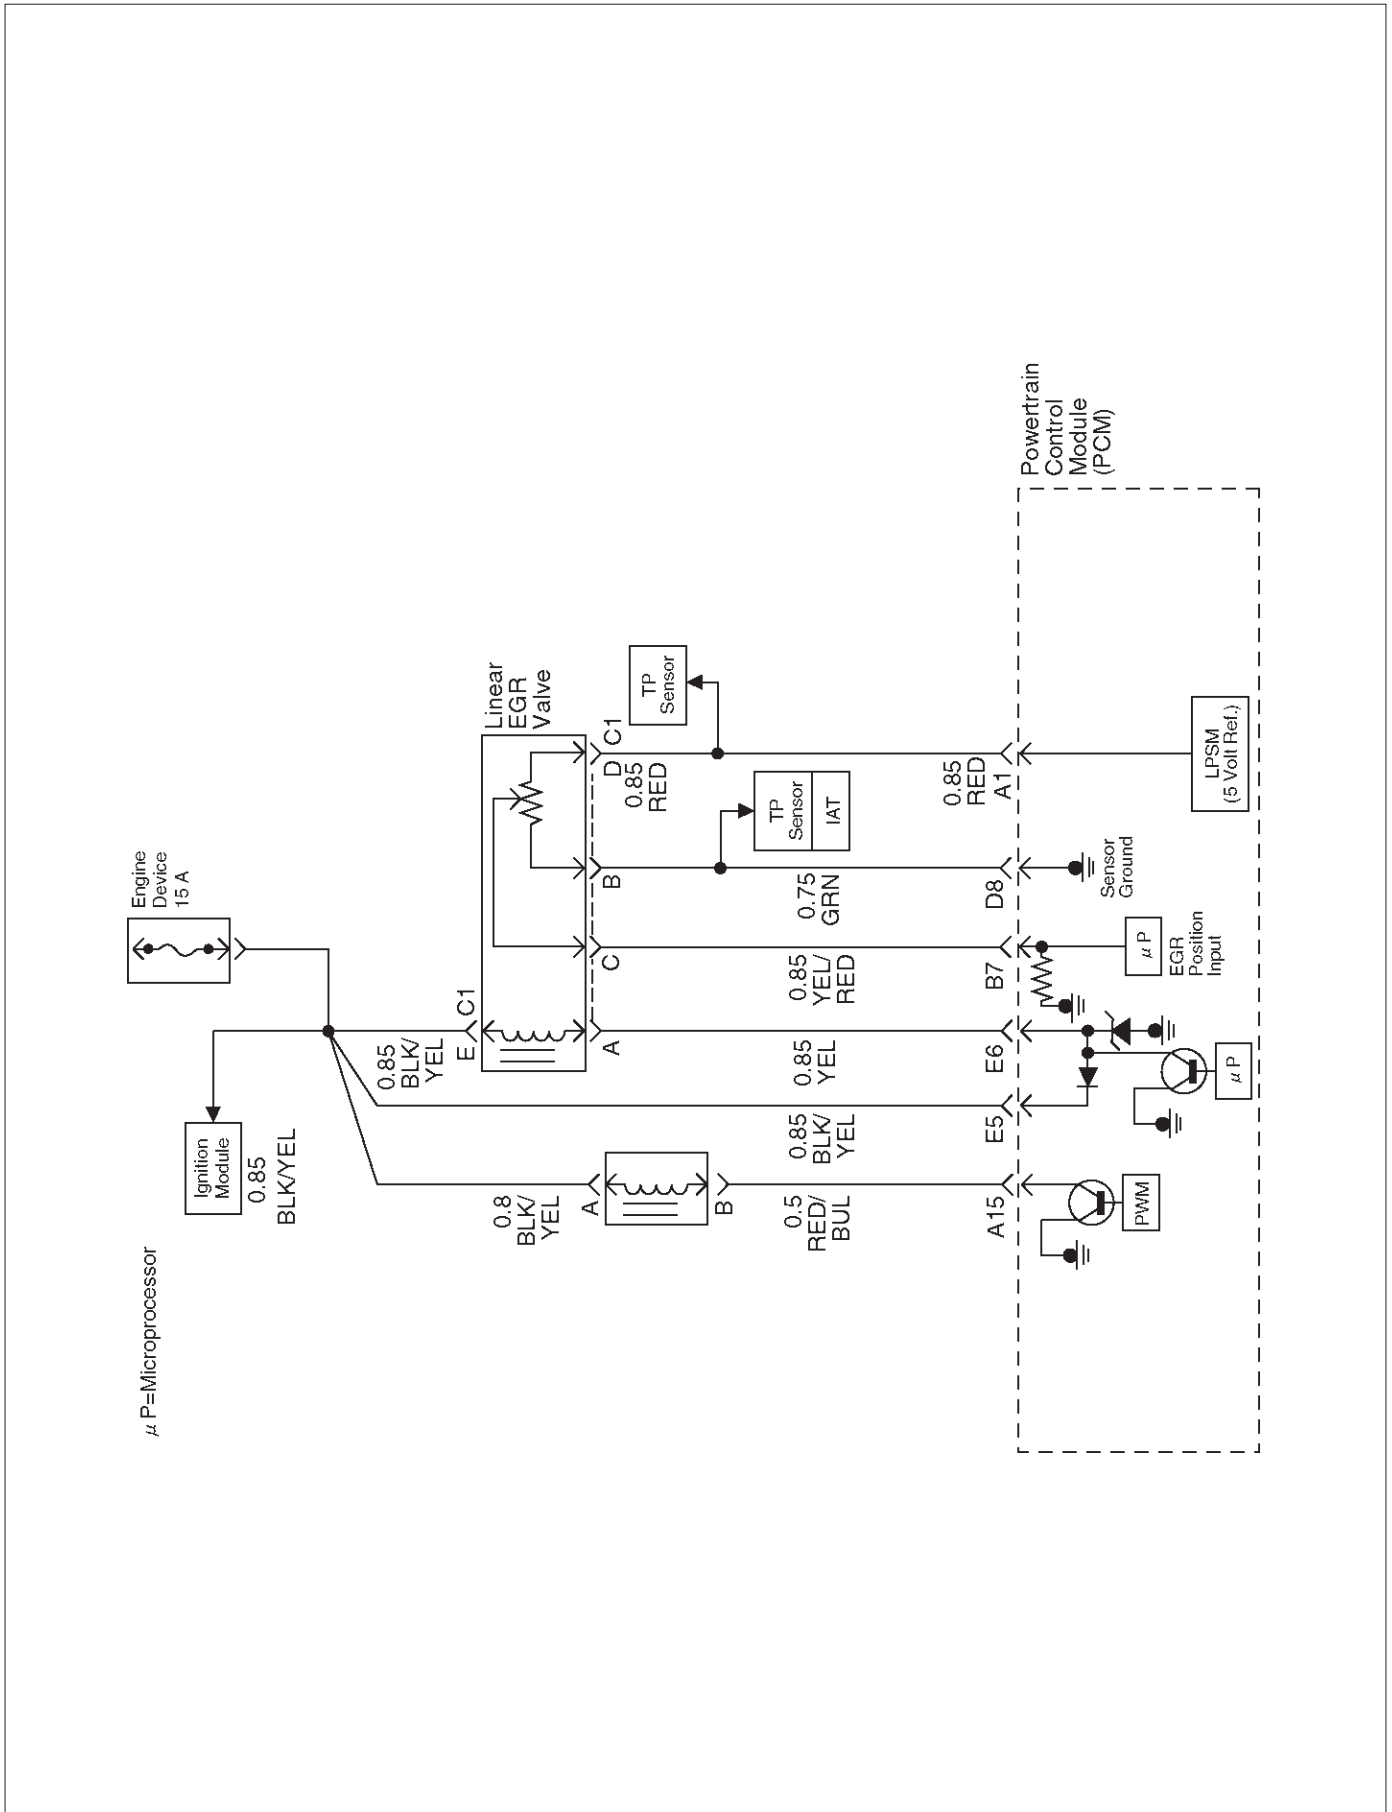 μ P=Microprocessor
Engine
Device
15 A
Ignition
Module
0.85
BLK/YEL
0.85
BLK/
YEL
E
C1
Linear
EGR
Valve
0.8
BLK/
YEL
A
B
0.5
RED/
BUL
A15
0.85
BLK/
YEL
E5
A
0.85
YEL
E6
C
0.85
YEL/
RED
B7
B
0.75
GRN
D8
TP
Sensor
IAT
D
C1
0.85
RED
TP
Sensor
0.85
RED
A1
Powertrain
Control
Module
(PCM)
PWM
μ P
μ P
EGR
Position
Input
Sensor
Ground
LPSM
(5 Volt Ref.)